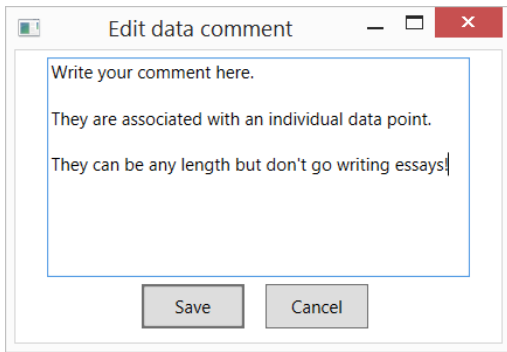 Edit data comment
Write your comment here.
They are associated with an individual data point.
They can be any length but don't go writing essays!
Save
Cancel